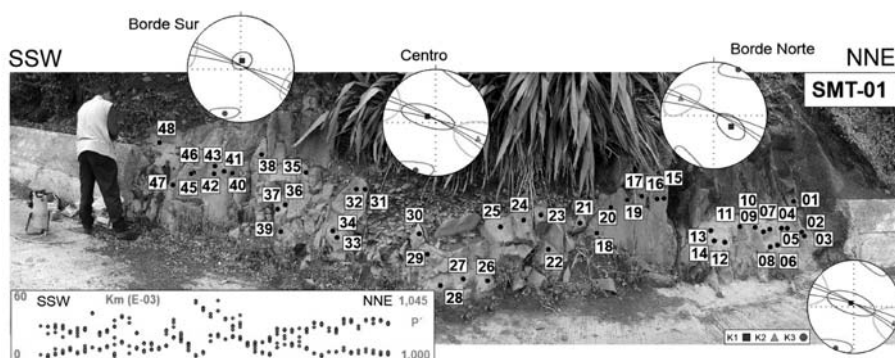 Borde Sur
SSW
Centro
Borde Norte
NNE
SMT-01
48
46 43 41 38 35 17 16 15
47 45 42 40 32 31 10 01
37 36 25 24 23 21 20 19 11 09 07 04 02
39 34 33 30 22 18 13 05 03
29 14 12 08 06
27 26
28
60 SSW Km (E-03) NNE 1,045
P´
0 1,000
K1 K2 K3